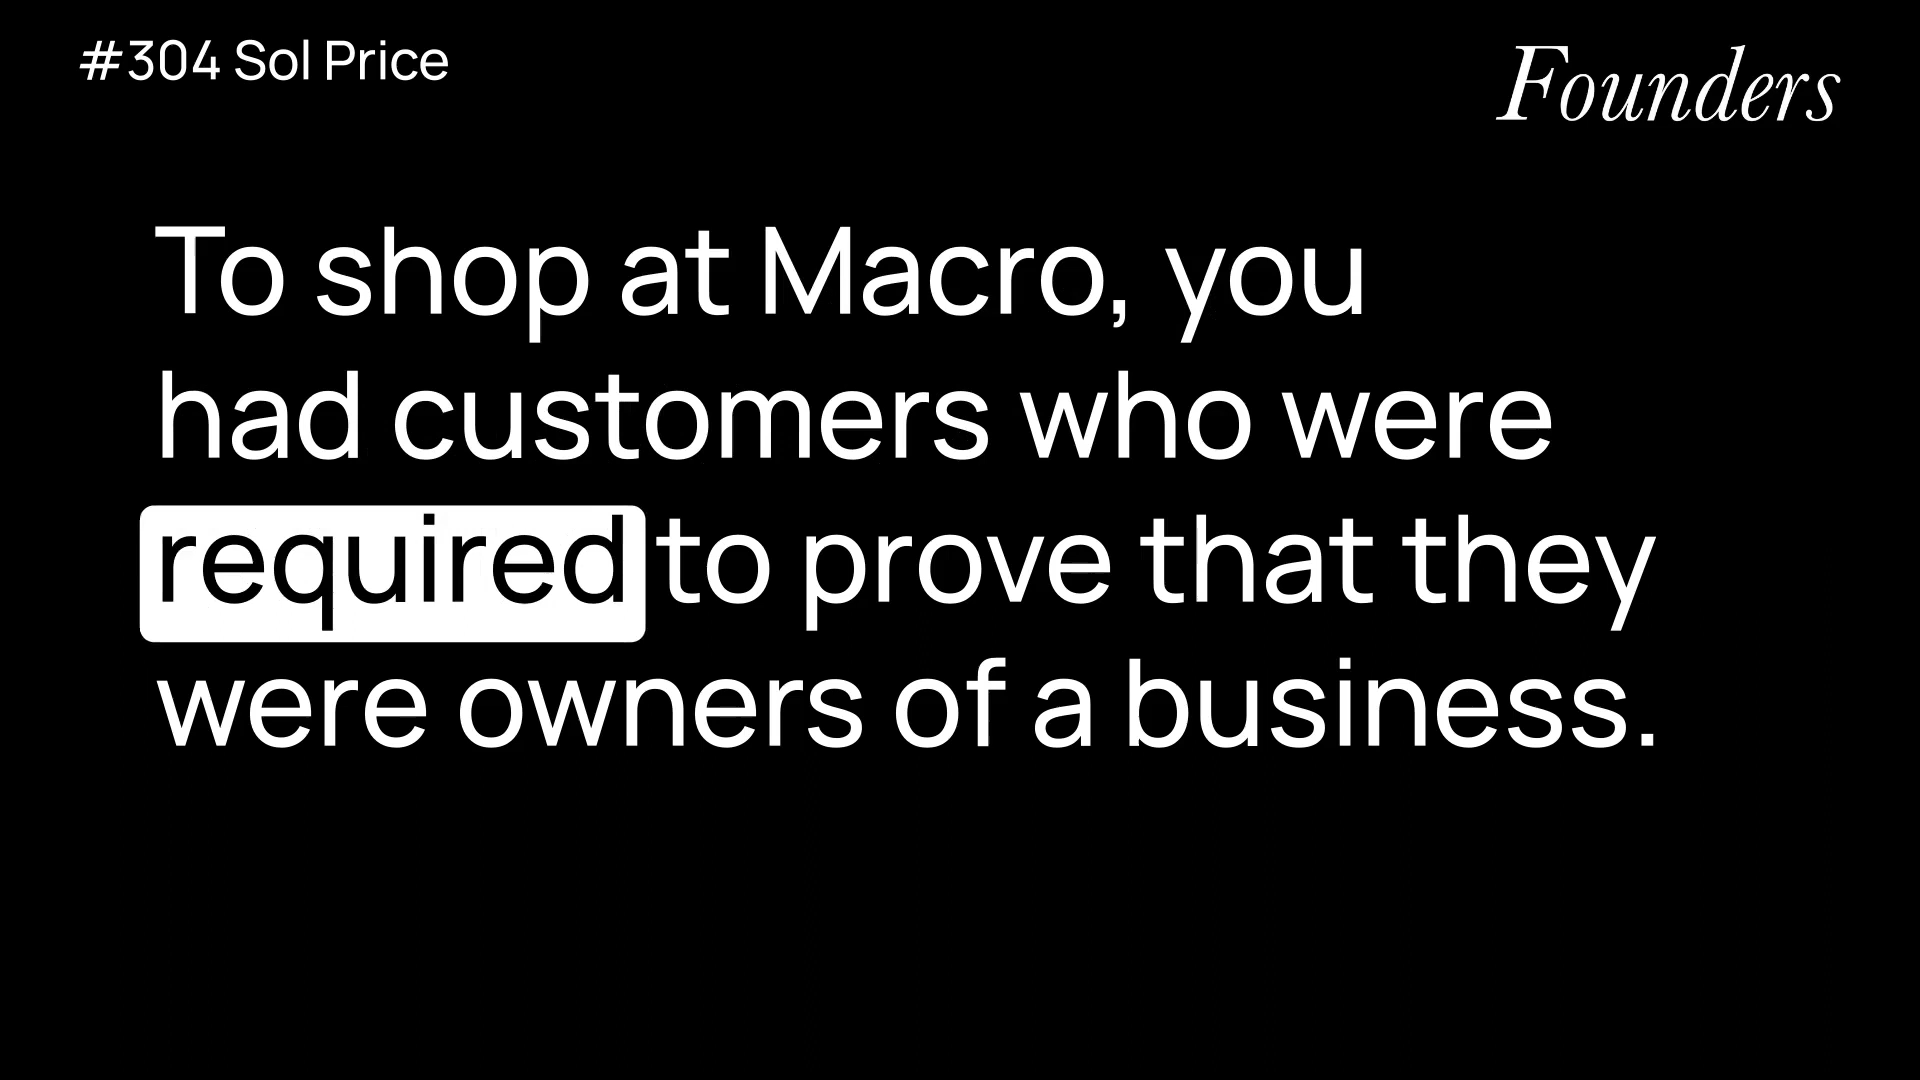 #304 Sol Price
Founders
To shop at Macro, you
had customers who were
required to prove that they
were owners of a business.